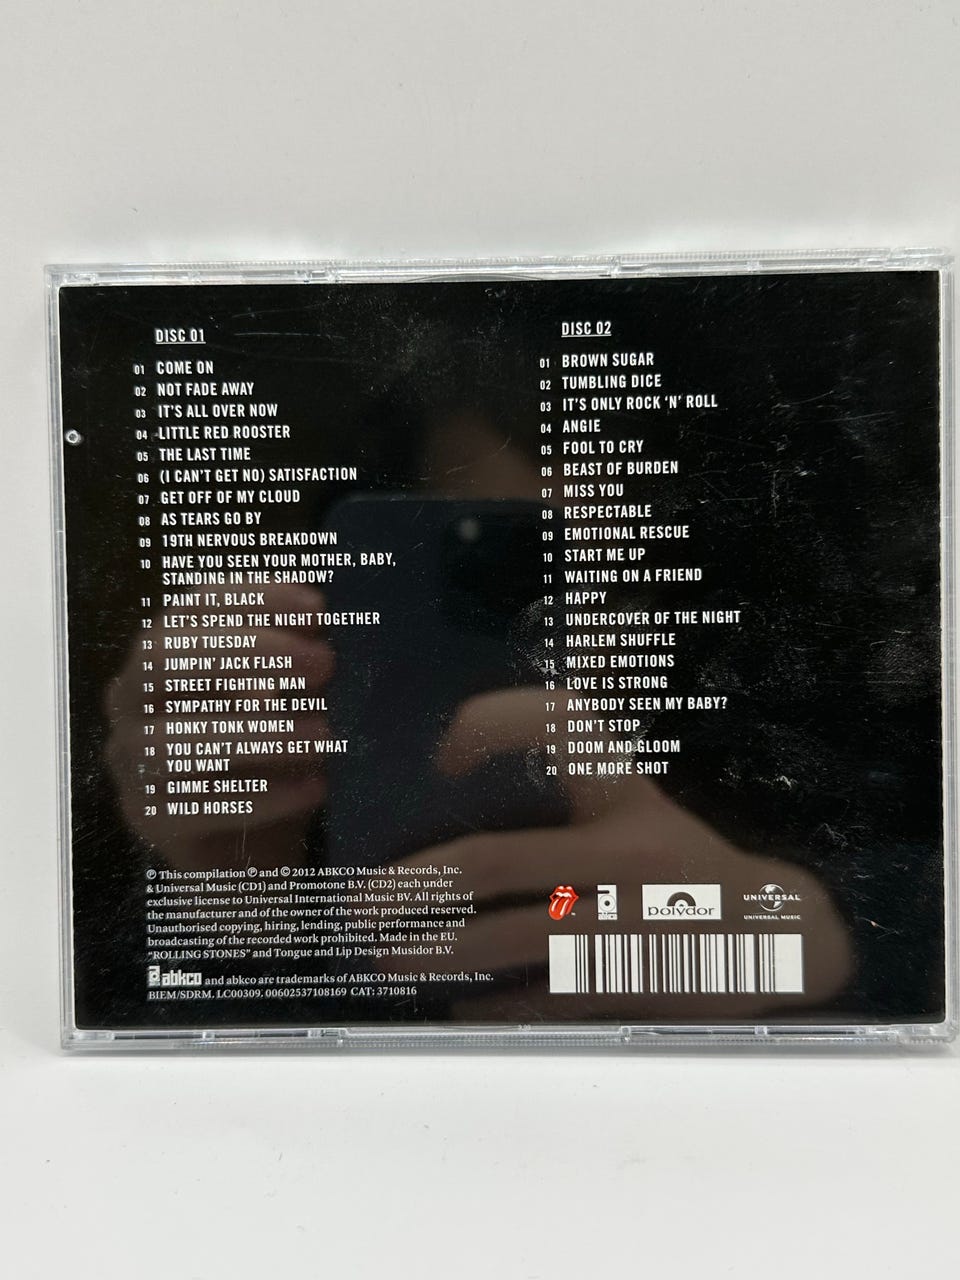 DISC 01
01 COME ON
02 NOT FADE AWAY
03 IT'S ALL OVER NOW
04 LITTLE RED ROOSTER
05 THE LAST TIME
06 (I CAN'T GET NO) SATISFACTION
07 GET OFF OF MY CLOUD
08 AS TEARS GO BY
09 19TH NERVOUS BREAKDOWN
10 HAVE YOU SEEN YOUR MOTHER, BABY,
STANDING IN THE SHADOW?
11 PAINT IT, BLACK
12 LET'S SPEND THE NIGHT TOGETHER
13 RUBY TUESDAY
14 JUMPIN' JACK FLASH
15 STREET FIGHTING MAN
16 SYMPATHY FOR THE DEVIL
17 HONKY TONK WOMEN
18 YOU CAN'T ALWAYS GET WHAT
YOU WANT
19 GIMME SHELTER
20 WILD HORSES
DISC 02
01 BROWN SUGAR
02 TUMBLING DICE
03 IT'S ONLY ROCK 'N' ROLL
04 ANGIE
05 FOOL TO CRY
06 BEAST OF BURDEN
07 MISS YOU
08 RESPECTABLE
09 EMOTIONAL RESCUE
10 START ME UP
11 WAITING ON A FRIEND
12 HAPPY
13 UNDERCOVER OF THE NIGHT
14 HARLEM SHUFFLE
15 MIXED EMOTIONS
16 LOVE IS STRONG
17 ANYBODY SEEN MY BABY?
18 DON'T STOP
19 DOOM AND GLOOM
20 ONE MORE SHOT
℗ This compilation ℗ and © 2012 ABKCO Music & Records, Inc.
& Universal Music (CD1) and Promotone B.V. (CD2) each under
exclusive license to Universal International Music BV. All rights of
the manufacturer and of the owner of the work produced reserved.
Unauthorised copying, hiring, lending, public performance and
broadcasting of the recorded work prohibited. Made in the EU.
"ROLLING STONES" and Tongue and Lip Design Musidor B.V.
abkco and abkco are trademarks of ABKCO Music & Records, Inc.
BIEM/SDRM. LC00309. 00602537108169 CAT: 3710816
polydor
UNIVERSAL
UNIVERSAL MUSIC